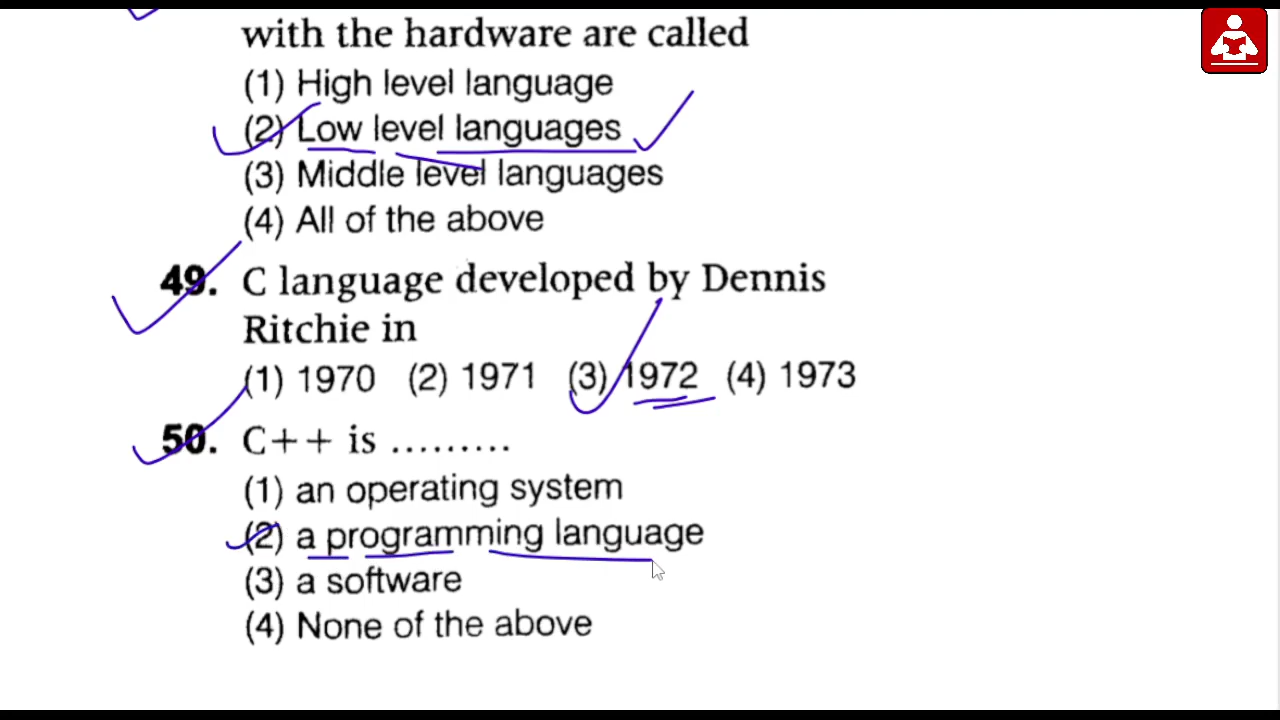 with the hardware are called
(1) High level language
(2) Low level languages
(3) Middle level languages
(4) All of the above
49. C language developed by Dennis
Ritchie in
(1) 1970 (2) 1971 (3) 1972 (4) 1973
50. C++ is .........
(1) an operating system
(2) a programming language
(3) a software
(4) None of the above